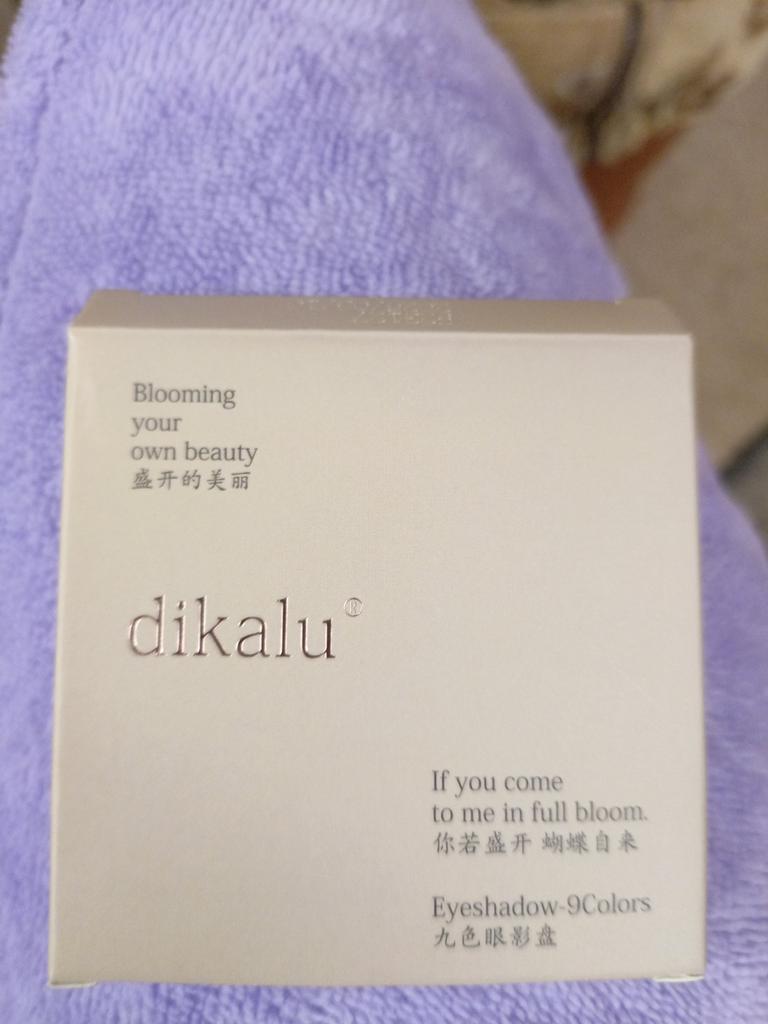 Blooming
your
own beauty
盛开的美丽
dikalu®
If you come
to me in full bloom.
你若盛开 蝴蝶自来
Eyeshadow-9Colors
九色眼影盘